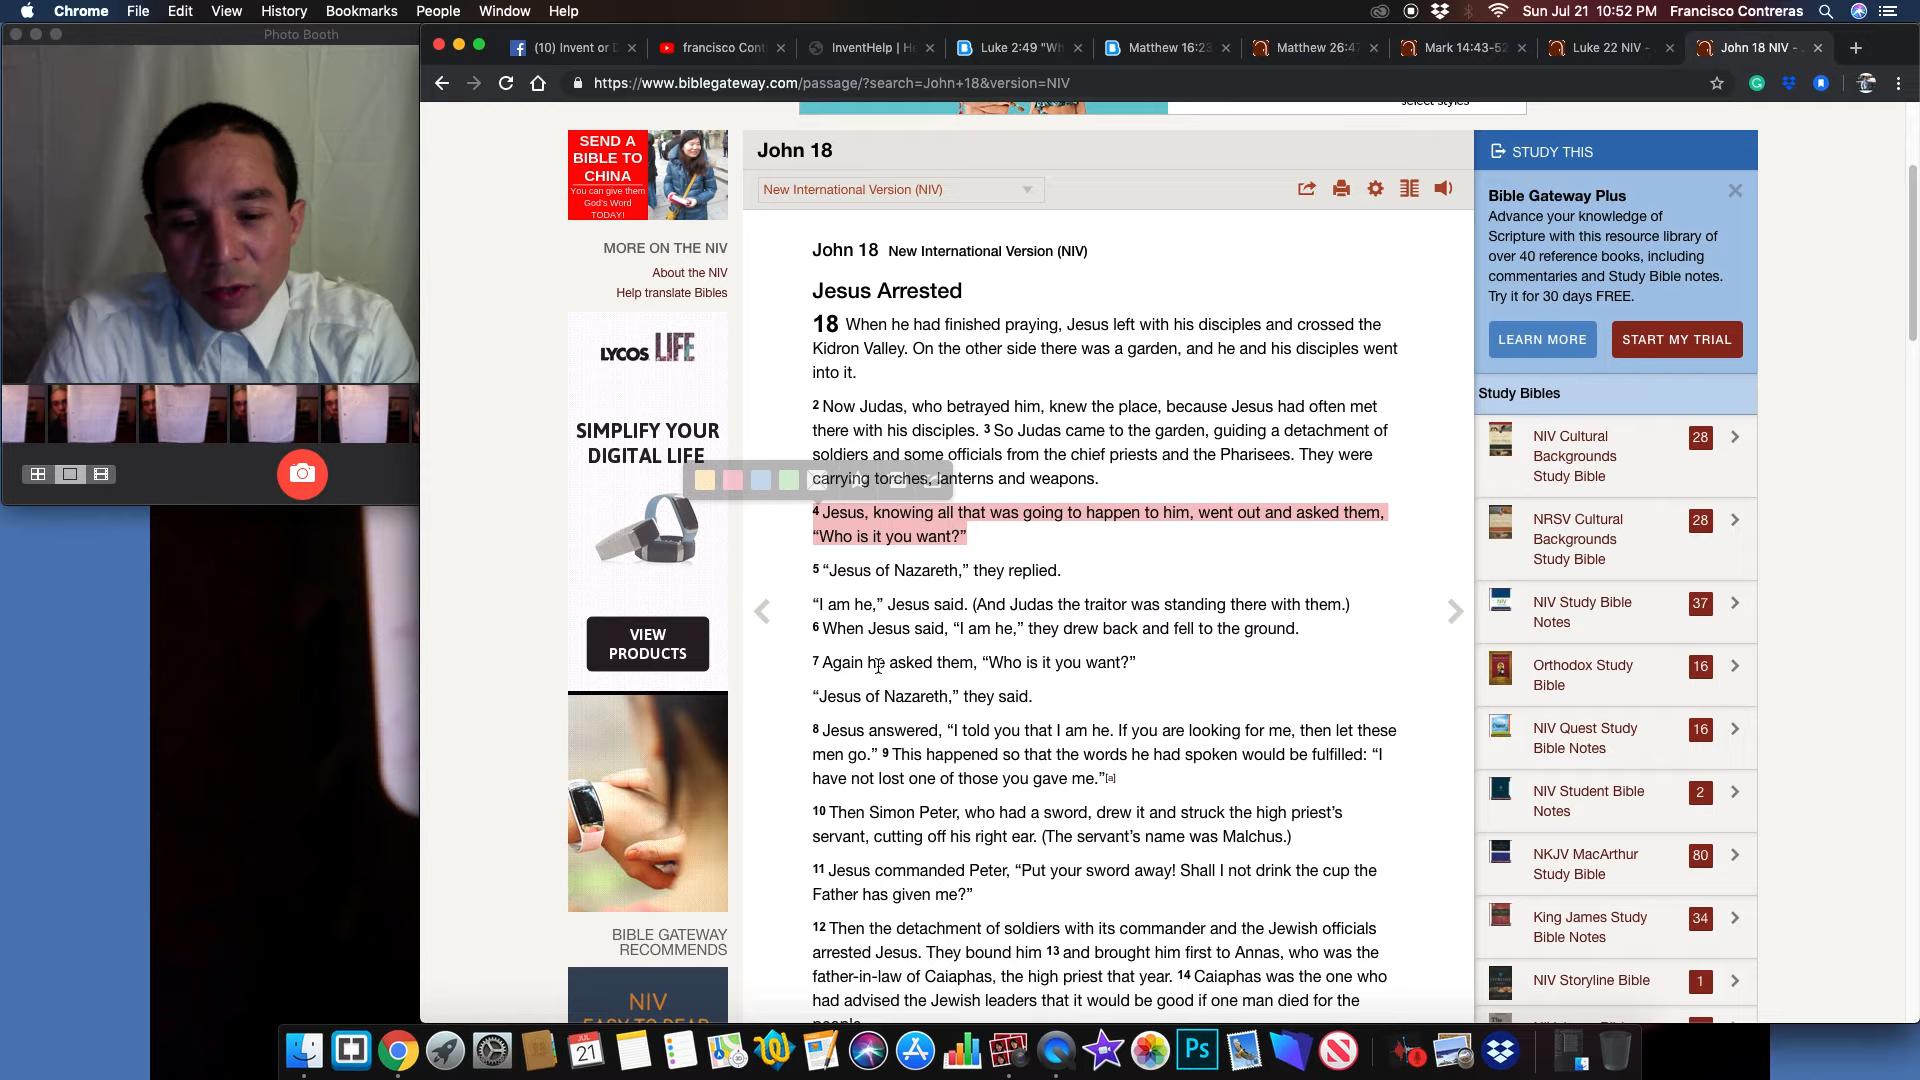 Chrome File Edit View History Bookmarks People Window Help
Sun Jul 21 10:52 PM Francisco Contreras
Photo Booth
(10) Invent or D
francisco Cont
InventHelp | He
Luke 2:49 "Wh
Matthew 16:23
Matthew 26:47
Mark 14:43-52
Luke 22 NIV -
John 18 NIV -
https://www.biblegateway.com/passage/?search=John+18&version=NIV
select styles
SEND A
BIBLE TO
CHINA
You can give them
God's Word
TODAY!
MORE ON THE NIV
About the NIV
Help translate Bibles
LYCOS LIFE
SIMPLIFY YOUR
DIGITAL LIFE
VIEW
PRODUCTS
BIBLE GATEWAY
RECOMMENDS
NIV
John 18
New International Version (NIV)
John 18 New International Version (NIV)
Jesus Arrested
18 When he had finished praying, Jesus left with his disciples and crossed the
Kidron Valley. On the other side there was a garden, and he and his disciples went
into it.
2 Now Judas, who betrayed him, knew the place, because Jesus had often met
there with his disciples. 3 So Judas came to the garden, guiding a detachment of
soldiers and some officials from the chief priests and the Pharisees. They were
carrying torches, lanterns and weapons.
4 Jesus, knowing all that was going to happen to him, went out and asked them,
“Who is it you want?”
5 “Jesus of Nazareth,” they replied.
“I am he,” Jesus said. (And Judas the traitor was standing there with them.)
6 When Jesus said, “I am he,” they drew back and fell to the ground.
7 Again he asked them, “Who is it you want?”
“Jesus of Nazareth,” they said.
8 Jesus answered, “I told you that I am he. If you are looking for me, then let these
men go.” 9 This happened so that the words he had spoken would be fulfilled: “I
have not lost one of those you gave me.”[a]
10 Then Simon Peter, who had a sword, drew it and struck the high priest’s
servant, cutting off his right ear. (The servant’s name was Malchus.)
11 Jesus commanded Peter, “Put your sword away! Shall I not drink the cup the
Father has given me?”
12 Then the detachment of soldiers with its commander and the Jewish officials
arrested Jesus. They bound him 13 and brought him first to Annas, who was the
father-in-law of Caiaphas, the high priest that year. 14 Caiaphas was the one who
had advised the Jewish leaders that it would be good if one man died for the
people.
STUDY THIS
Bible Gateway Plus
Advance your knowledge of
Scripture with this resource library of
over 40 reference books, including
commentaries and Study Bible notes.
Try it for 30 days FREE.
LEARN MORE
START MY TRIAL
Study Bibles
NIV Cultural
Backgrounds
Study Bible
28
NRSV Cultural
Backgrounds
Study Bible
28
NIV Study Bible
Notes
37
Orthodox Study
Bible
16
NIV Quest Study
Bible Notes
16
NIV Student Bible
Notes
2
NKJV MacArthur
Study Bible
80
King James Study
Bible Notes
34
NIV Storyline Bible
1
JUL
21
Ps